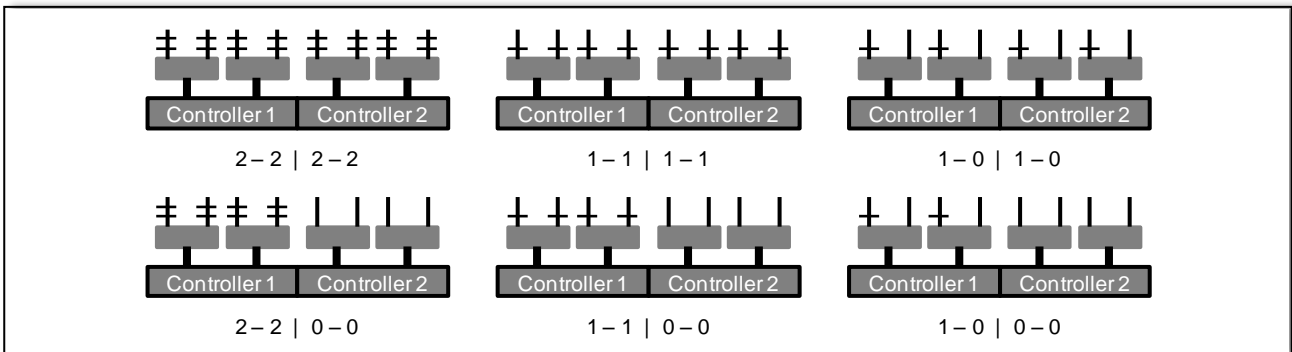 Controller 1 Controller 2 Controller 1 Controller 2 Controller 1 Controller 2
2 – 2 | 2 – 2 1 – 1 | 1 – 1 1 – 0 | 1 – 0
Controller 1 Controller 2 Controller 1 Controller 2 Controller 1 Controller 2
2 – 2 | 0 – 0 1 – 1 | 0 – 0 1 – 0 | 0 – 0